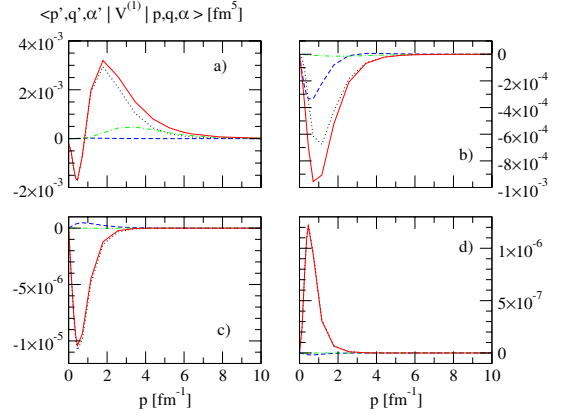 <p’,q’,α’ | V⁽¹⁾ | p,q,α> [fm⁵]
4×10⁻³
2×10⁻³
0
-2×10⁻³
a)
0
-2×10⁻⁴
-4×10⁻⁴
-6×10⁻⁴
-8×10⁻⁴
-1×10⁻³
b)
0
-5×10⁻⁶
-1×10⁻⁵
c)
d)
1×10⁻⁶
5×10⁻⁷
0
0 2 4 6 8 10
p [fm⁻¹]
0 2 4 6 8 10
p [fm⁻¹]